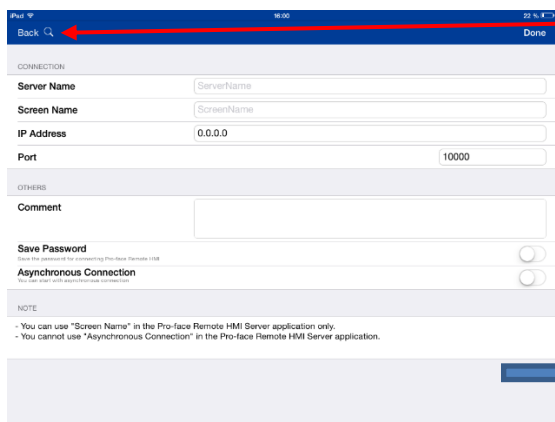 iPad 16:00 22 %
Back Done
CONNECTION
Server Name ServerName
Screen Name ScreenName
IP Address 0.0.0.0
Port 10000
OTHERS
Comment
Save Password
Save the password for connecting Pro-face Remote HMI
Asynchronous Connection
You can start with asynchronous connection
NOTE
- You can use "Screen Name" in the Pro-face Remote HMI Server application only.
- You cannot use "Asynchronous Connection" in the Pro-face Remote HMI Server application.